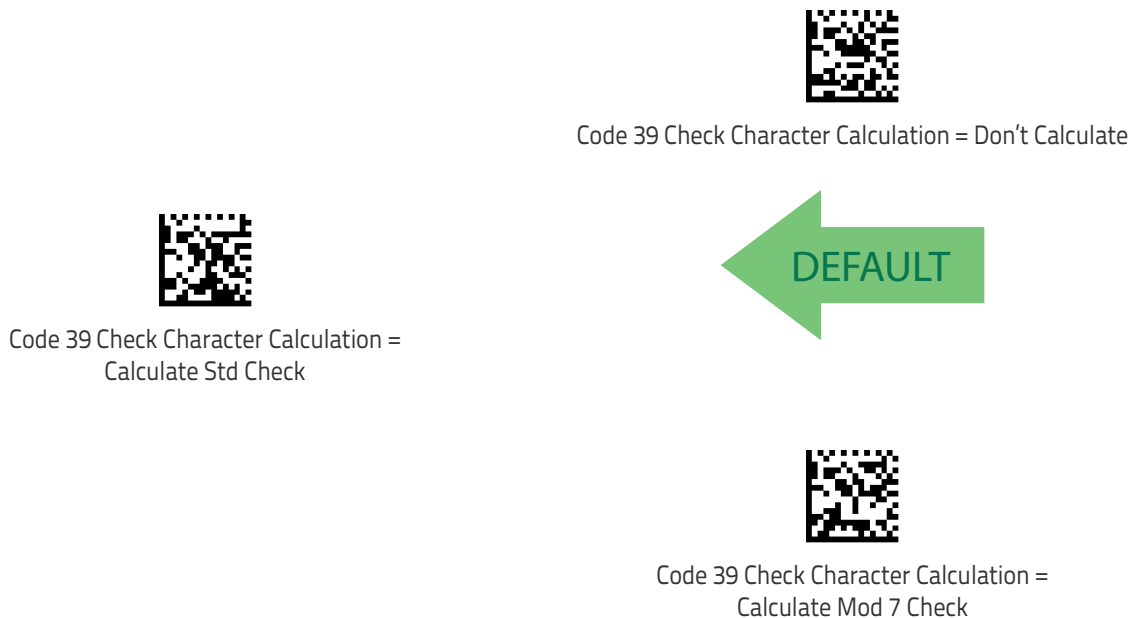 Code 39 Check Character Calculation = Don’t Calculate
DEFAULT
Code 39 Check Character Calculation =
Calculate Std Check
Code 39 Check Character Calculation =
Calculate Mod 7 Check